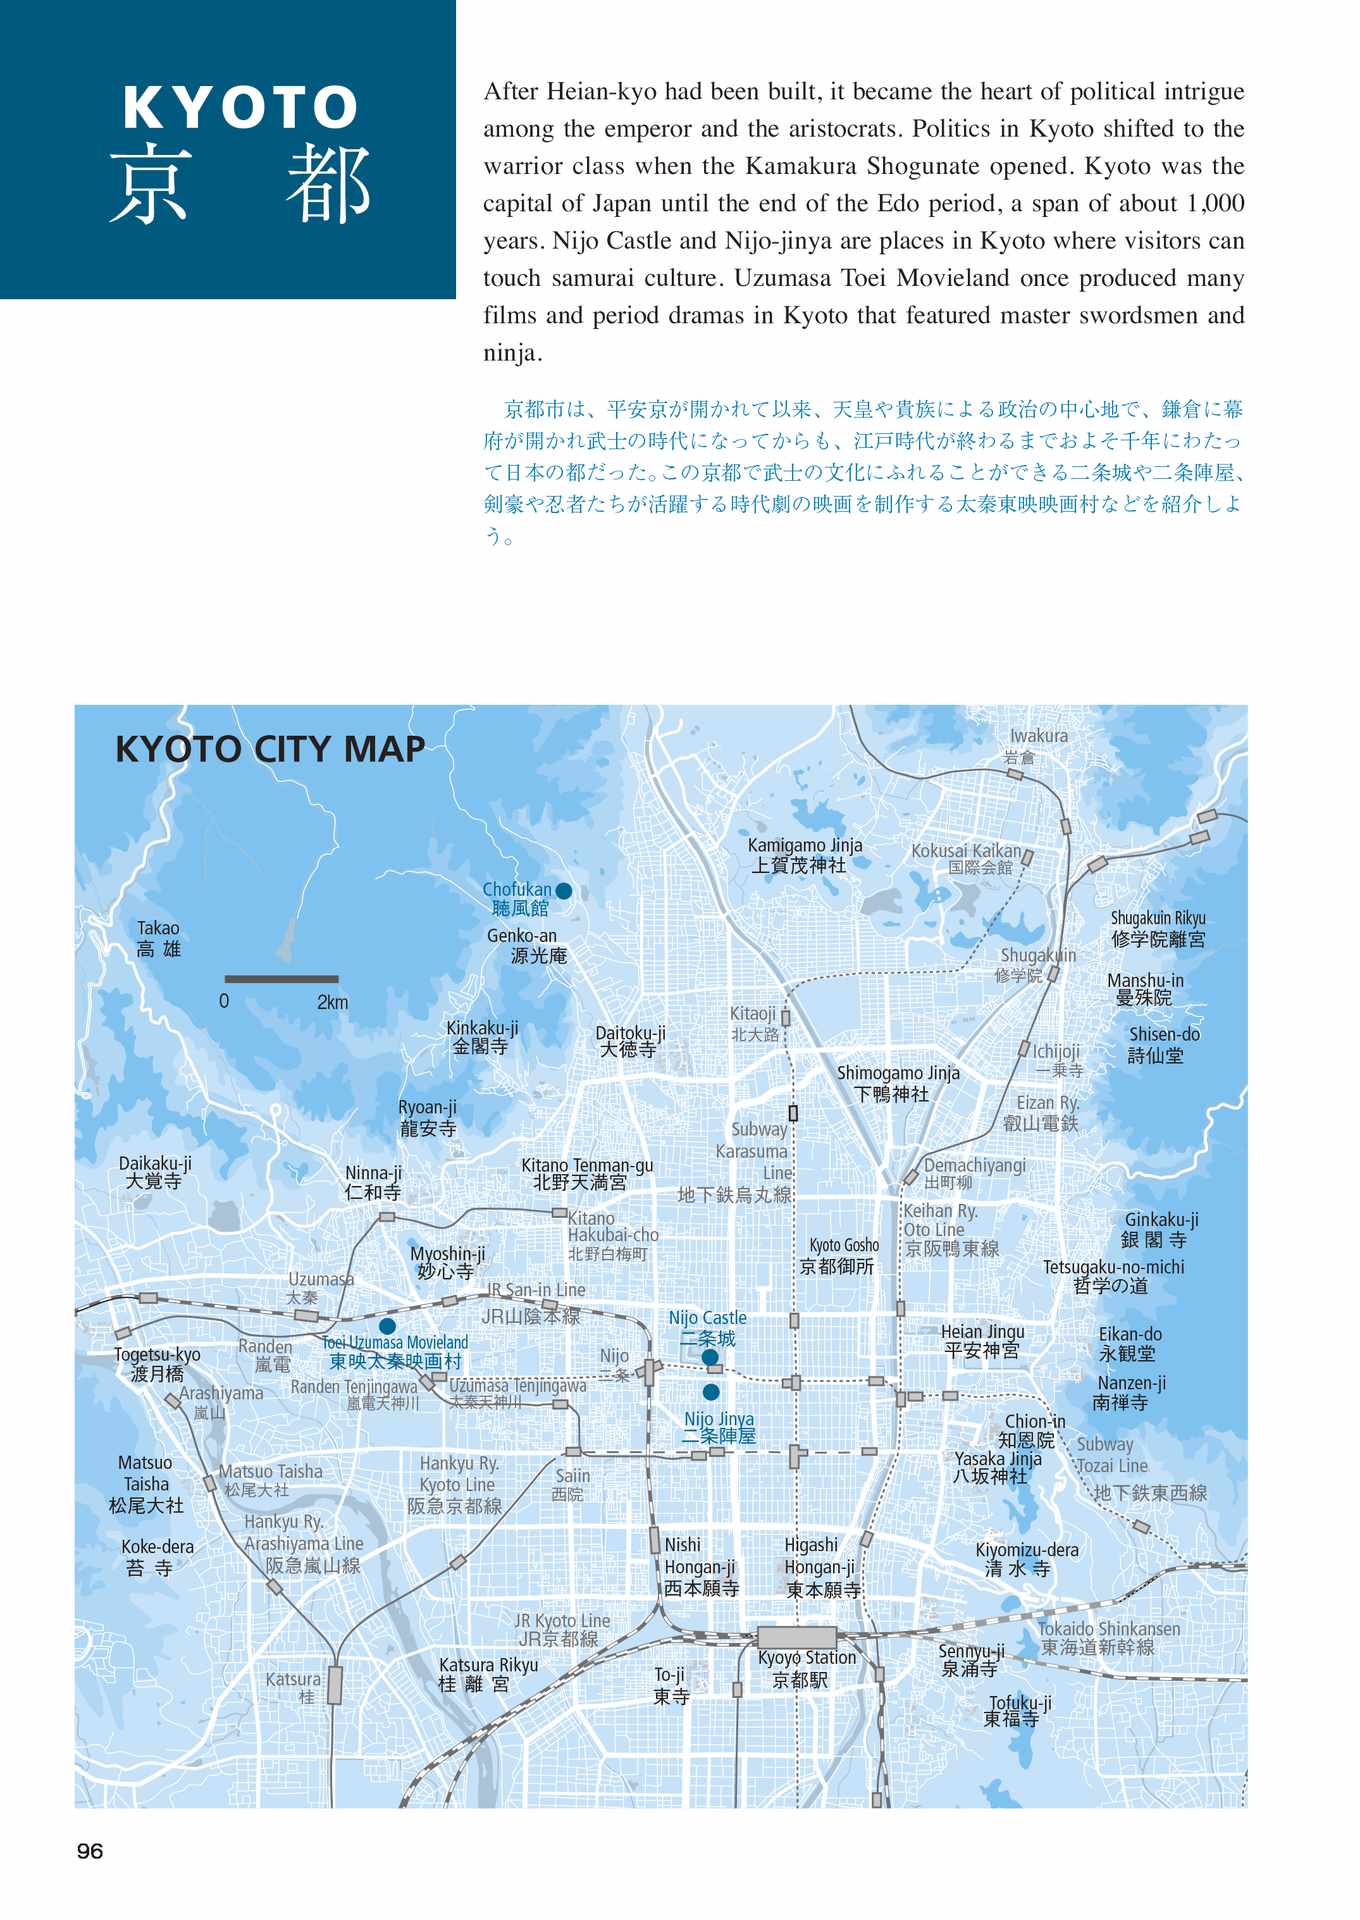 KYOTO
京都
After Heian-kyo had been built, it became the heart of political intrigue
among the emperor and the aristocrats. Politics in Kyoto shifted to the
warrior class when the Kamakura Shogunate opened. Kyoto was the
capital of Japan until the end of the Edo period, a span of about 1,000
years. Nijo Castle and Nijo-jinya are places in Kyoto where visitors can
touch samurai culture. Uzumasa Toei Movieland once produced many
films and period dramas in Kyoto that featured master swordsmen and
ninja.
京都市は、平安京が開かれて以来、天皇や貴族による政治の中心地で、鎌倉に幕
府が開かれ武士の時代になってからも、江戸時代が終わるまでおよそ千年にわたっ
て日本の都だった。この京都で武士の文化にふれることができる二条城や二条陣屋、
剣豪や忍者たちが活躍する時代劇の映画を制作する太秦東映映画村などを紹介しよ
う。
KYOTO CITY MAP
Iwakura
岩倉
Kamigamo Jinja
上賀茂神社
Kokusai Kaikan
国際会館
Chofukan
聴風館
Takao
高雄
Genko-an
源光庵
Shugakuin Rikyu
修学院離宮
Shugakuin
修学院
Manshu-in
曼殊院
0
2km
Kitaoji
北大路
Kinkaku-ji
金閣寺
Daitoku-ji
大徳寺
Shisen-do
詩仙堂
Ichijoji
一乗寺
Shimogamo Jinja
下鴨神社
Ryoan-ji
龍安寺
Eizan Ry.
叡山電鉄
Subway
Karasuma
Line
地下鉄烏丸線
Daikaku-ji
大覚寺
Ninna-ji
仁和寺
Kitano Tenman-gu
北野天満宮
Demachiyangi
出町柳
Kitano
Hakubai-cho
北野白梅町
Keihan Ry.
Oto Line
京阪鴨東線
Ginkaku-ji
銀閣寺
Kyoto Gosho
京都御所
Myoshin-ji
妙心寺
Tetsugaku-no-michi
哲学の道
Uzumasa
太秦
JR San-in Line
JR山陰本線
Nijo Castle
二条城
Toei Uzumasa Movieland
東映太秦映画村
Heian Jingu
平安神宮
Eikan-do
永観堂
Togetsu-kyo
渡月橋
Randen
嵐電
Nijo
二条
Arashiyama
嵐山
Randen Tenjingawa
嵐電天神川
Uzumasa Tenjingawa
太秦天神川
Nanzen-ji
南禅寺
Nijo Jinya
二条陣屋
Chion-in
知恩院
Subway
Tozai Line
地下鉄東西線
Yasaka Jinja
八坂神社
Matsuo
Taisha
松尾大社
Matsuo Taisha
松尾大社
Hankyu Ry.
Kyoto Line
阪急京都線
Saiin
西院
Hankyu Ry.
Arashiyama Line
阪急嵐山線
Koke-dera
苔寺
Nishi
Hongan-ji
西本願寺
Higashi
Hongan-ji
東本願寺
Kiyomizu-dera
清水寺
JR Kyoto Line
JR京都線
Tokaido Shinkansen
東海道新幹線
Katsura
桂
Katsura Rikyu
桂離宮
To-ji
東寺
Kyoyo Station
京都駅
Sennyu-ji
泉涌寺
Tofuku-ji
東福寺
96